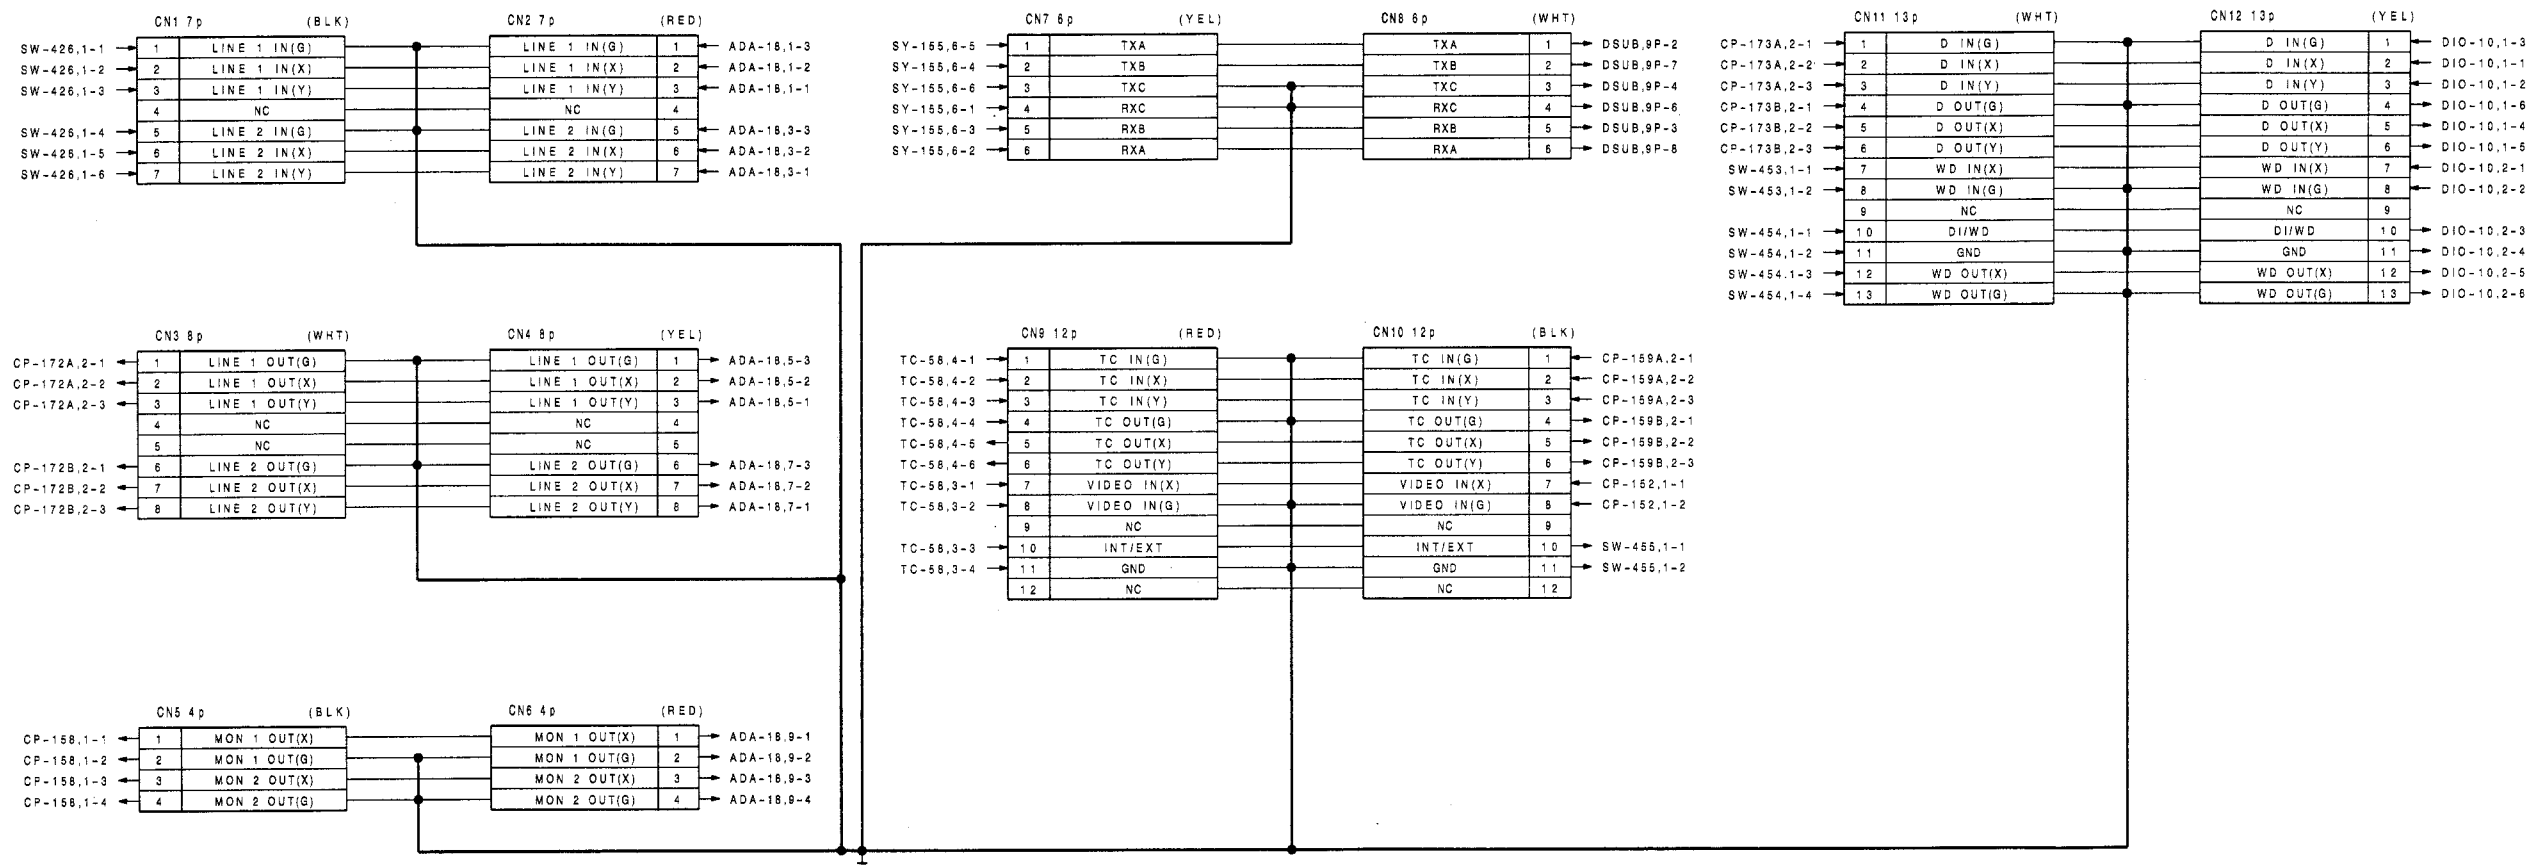 CN1 7p (BLK)
SW-426,1-1 1 LINE 1 IN(G)
SW-426,1-2 2 LINE 1 IN(X)
SW-426,1-3 3 LINE 1 IN(Y)
4 NC
SW-426,1-4 5 LINE 2 IN(G)
SW-426,1-5 6 LINE 2 IN(X)
SW-426,1-6 7 LINE 2 IN(Y)
CN2 7p (RED)
LINE 1 IN(G) 1 ADA-18,1-3
LINE 1 IN(X) 2 ADA-18,1-2
LINE 1 IN(Y) 3 ADA-18,1-1
NC 4
LINE 2 IN(G) 5 ADA-18,3-3
LINE 2 IN(X) 6 ADA-18,3-2
LINE 2 IN(Y) 7 ADA-18,3-1
CN3 8p (WHT)
CP-172A,2-1 1 LINE 1 OUT(G)
CP-172A,2-2 2 LINE 1 OUT(X)
CP-172A,2-3 3 LINE 1 OUT(Y)
4 NC
5 NC
CP-172B,2-1 6 LINE 2 OUT(G)
CP-172B,2-2 7 LINE 2 OUT(X)
CP-172B,2-3 8 LINE 2 OUT(Y)
CN4 8p (YEL)
LINE 1 OUT(G) 1 ADA-18,5-3
LINE 1 OUT(X) 2 ADA-18,5-2
LINE 1 OUT(Y) 3 ADA-18,5-1
NC 4
NC 5
LINE 2 OUT(G) 6 ADA-18,7-3
LINE 2 OUT(X) 7 ADA-18,7-2
LINE 2 OUT(Y) 8 ADA-18,7-1
CN5 4p (BLK)
CP-158,1-1 1 MON 1 OUT(X)
CP-158,1-2 2 MON 1 OUT(G)
CP-158,1-3 3 MON 2 OUT(X)
CP-158,1-4 4 MON 2 OUT(G)
CN6 4p (RED)
MON 1 OUT(X) 1 ADA-18,9-1
MON 1 OUT(G) 2 ADA-18,9-2
MON 2 OUT(X) 3 ADA-18,9-3
MON 2 OUT(G) 4 ADA-18,9-4
CN7 6p (YEL)
SY-155,6-5 1 TXA
SY-155,6-4 2 TXB
SY-155,6-6 3 TXC
SY-155,6-1 4 RXC
SY-155,6-3 5 RXB
SY-155,6-2 6 RXA
CN8 6p (WHT)
TXA 1 DSUB,9P-2
TXB 2 DSUB,9P-7
TXC 3 DSUB,9P-4
RXC 4 DSUB,9P-6
RXB 5 DSUB,9P-3
RXA 6 DSUB,9P-8
CN9 12p (RED)
TC-58,4-1 1 TC IN(G)
TC-58,4-2 2 TC IN(X)
TC-58,4-3 3 TC IN(Y)
TC-58,4-4 4 TC OUT(G)
TC-58,4-5 5 TC OUT(X)
TC-58,4-6 6 TC OUT(Y)
TC-58,3-1 7 VIDEO IN(X)
TC-58,3-2 8 VIDEO IN(G)
9 NC
TC-58,3-3 10 INT/EXT
TC-58,3-4 11 GND
12 NC
CN10 12p (BLK)
TC IN(G) 1 CP-159A,2-1
TC IN(X) 2 CP-159A,2-2
TC IN(Y) 3 CP-159A,2-3
TC OUT(G) 4 CP-159B,2-1
TC OUT(X) 5 CP-159B,2-2
TC OUT(Y) 6 CP-159B,2-3
VIDEO IN(X) 7 CP-152,1-1
VIDEO IN(G) 8 CP-152,1-2
NC 9
INT/EXT 10 SW-455,1-1
GND 11 SW-455,1-2
NC 12
CN11 13p (WHT)
CP-173A,2-1 1 D IN(G)
CP-173A,2-2 2 D IN(X)
CP-173A,2-3 3 D IN(Y)
CP-173B,2-1 4 D OUT(G)
CP-173B,2-2 5 D OUT(X)
CP-173B,2-3 6 D OUT(Y)
SW-453,1-1 7 WD IN(X)
SW-453,1-2 8 WD IN(G)
9 NC
SW-454,1-1 10 DI/WD
SW-454,1-2 11 GND
SW-454,1-3 12 WD OUT(X)
SW-454,1-4 13 WD OUT(G)
CN12 13p (YEL)
D IN(G) 1 DIO-10,1-3
D IN(X) 2 DIO-10,1-1
D IN(Y) 3 DIO-10,1-2
D OUT(G) 4 DIO-10,1-6
D OUT(X) 5 DIO-10,1-4
D OUT(Y) 6 DIO-10,1-5
WD IN(X) 7 DIO-10,2-1
WD IN(G) 8 DIO-10,2-2
NC 9
DI/WD 10 DIO-10,2-3
GND 11 DIO-10,2-4
WD OUT(X) 12 DIO-10,2-5
WD OUT(G) 13 DIO-10,2-6